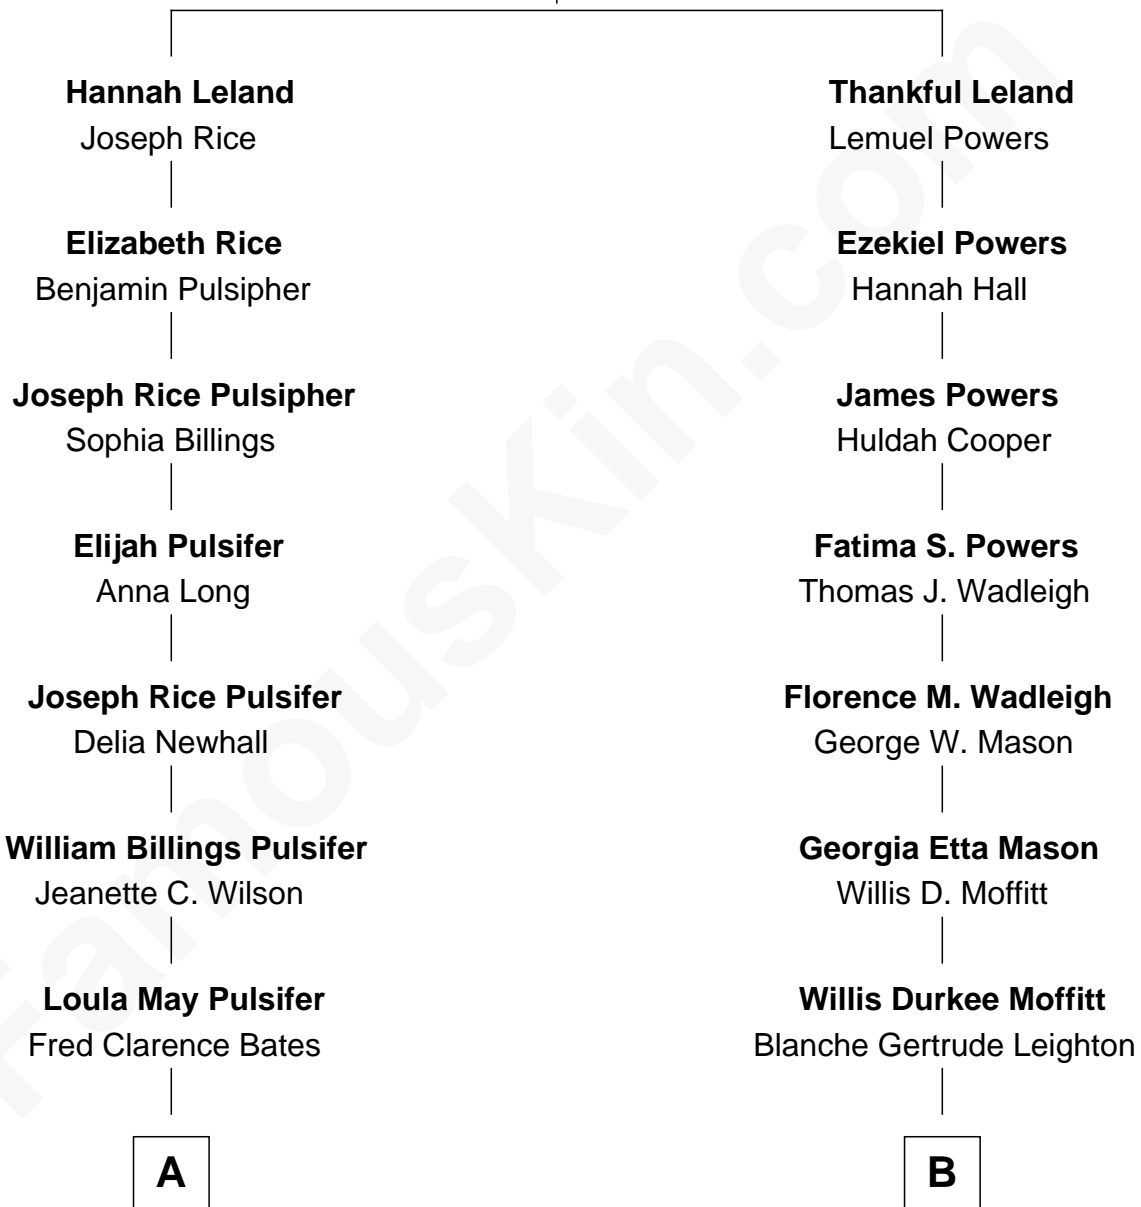 Hannah Leland
Joseph Rice
Elizabeth Rice
Benjamin Pulsipher
Joseph Rice Pulsipher
Sophia Billings
Elijah Pulsifer
Anna Long
Joseph Rice Pulsifer
Delia Newhall
William Billings Pulsifer
Jeanette C. Wilson
Loula May Pulsifer
Fred Clarence Bates
A
Thankful Leland
Lemuel Powers
Ezekiel Powers
Hannah Hall
James Powers
Huldah Cooper
Fatima S. Powers
Thomas J. Wadleigh
Florence M. Wadleigh
George W. Mason
Georgia Etta Mason
Willis D. Moffitt
Willis Durkee Moffitt
Blanche Gertrude Leighton
B
FamousKin.com